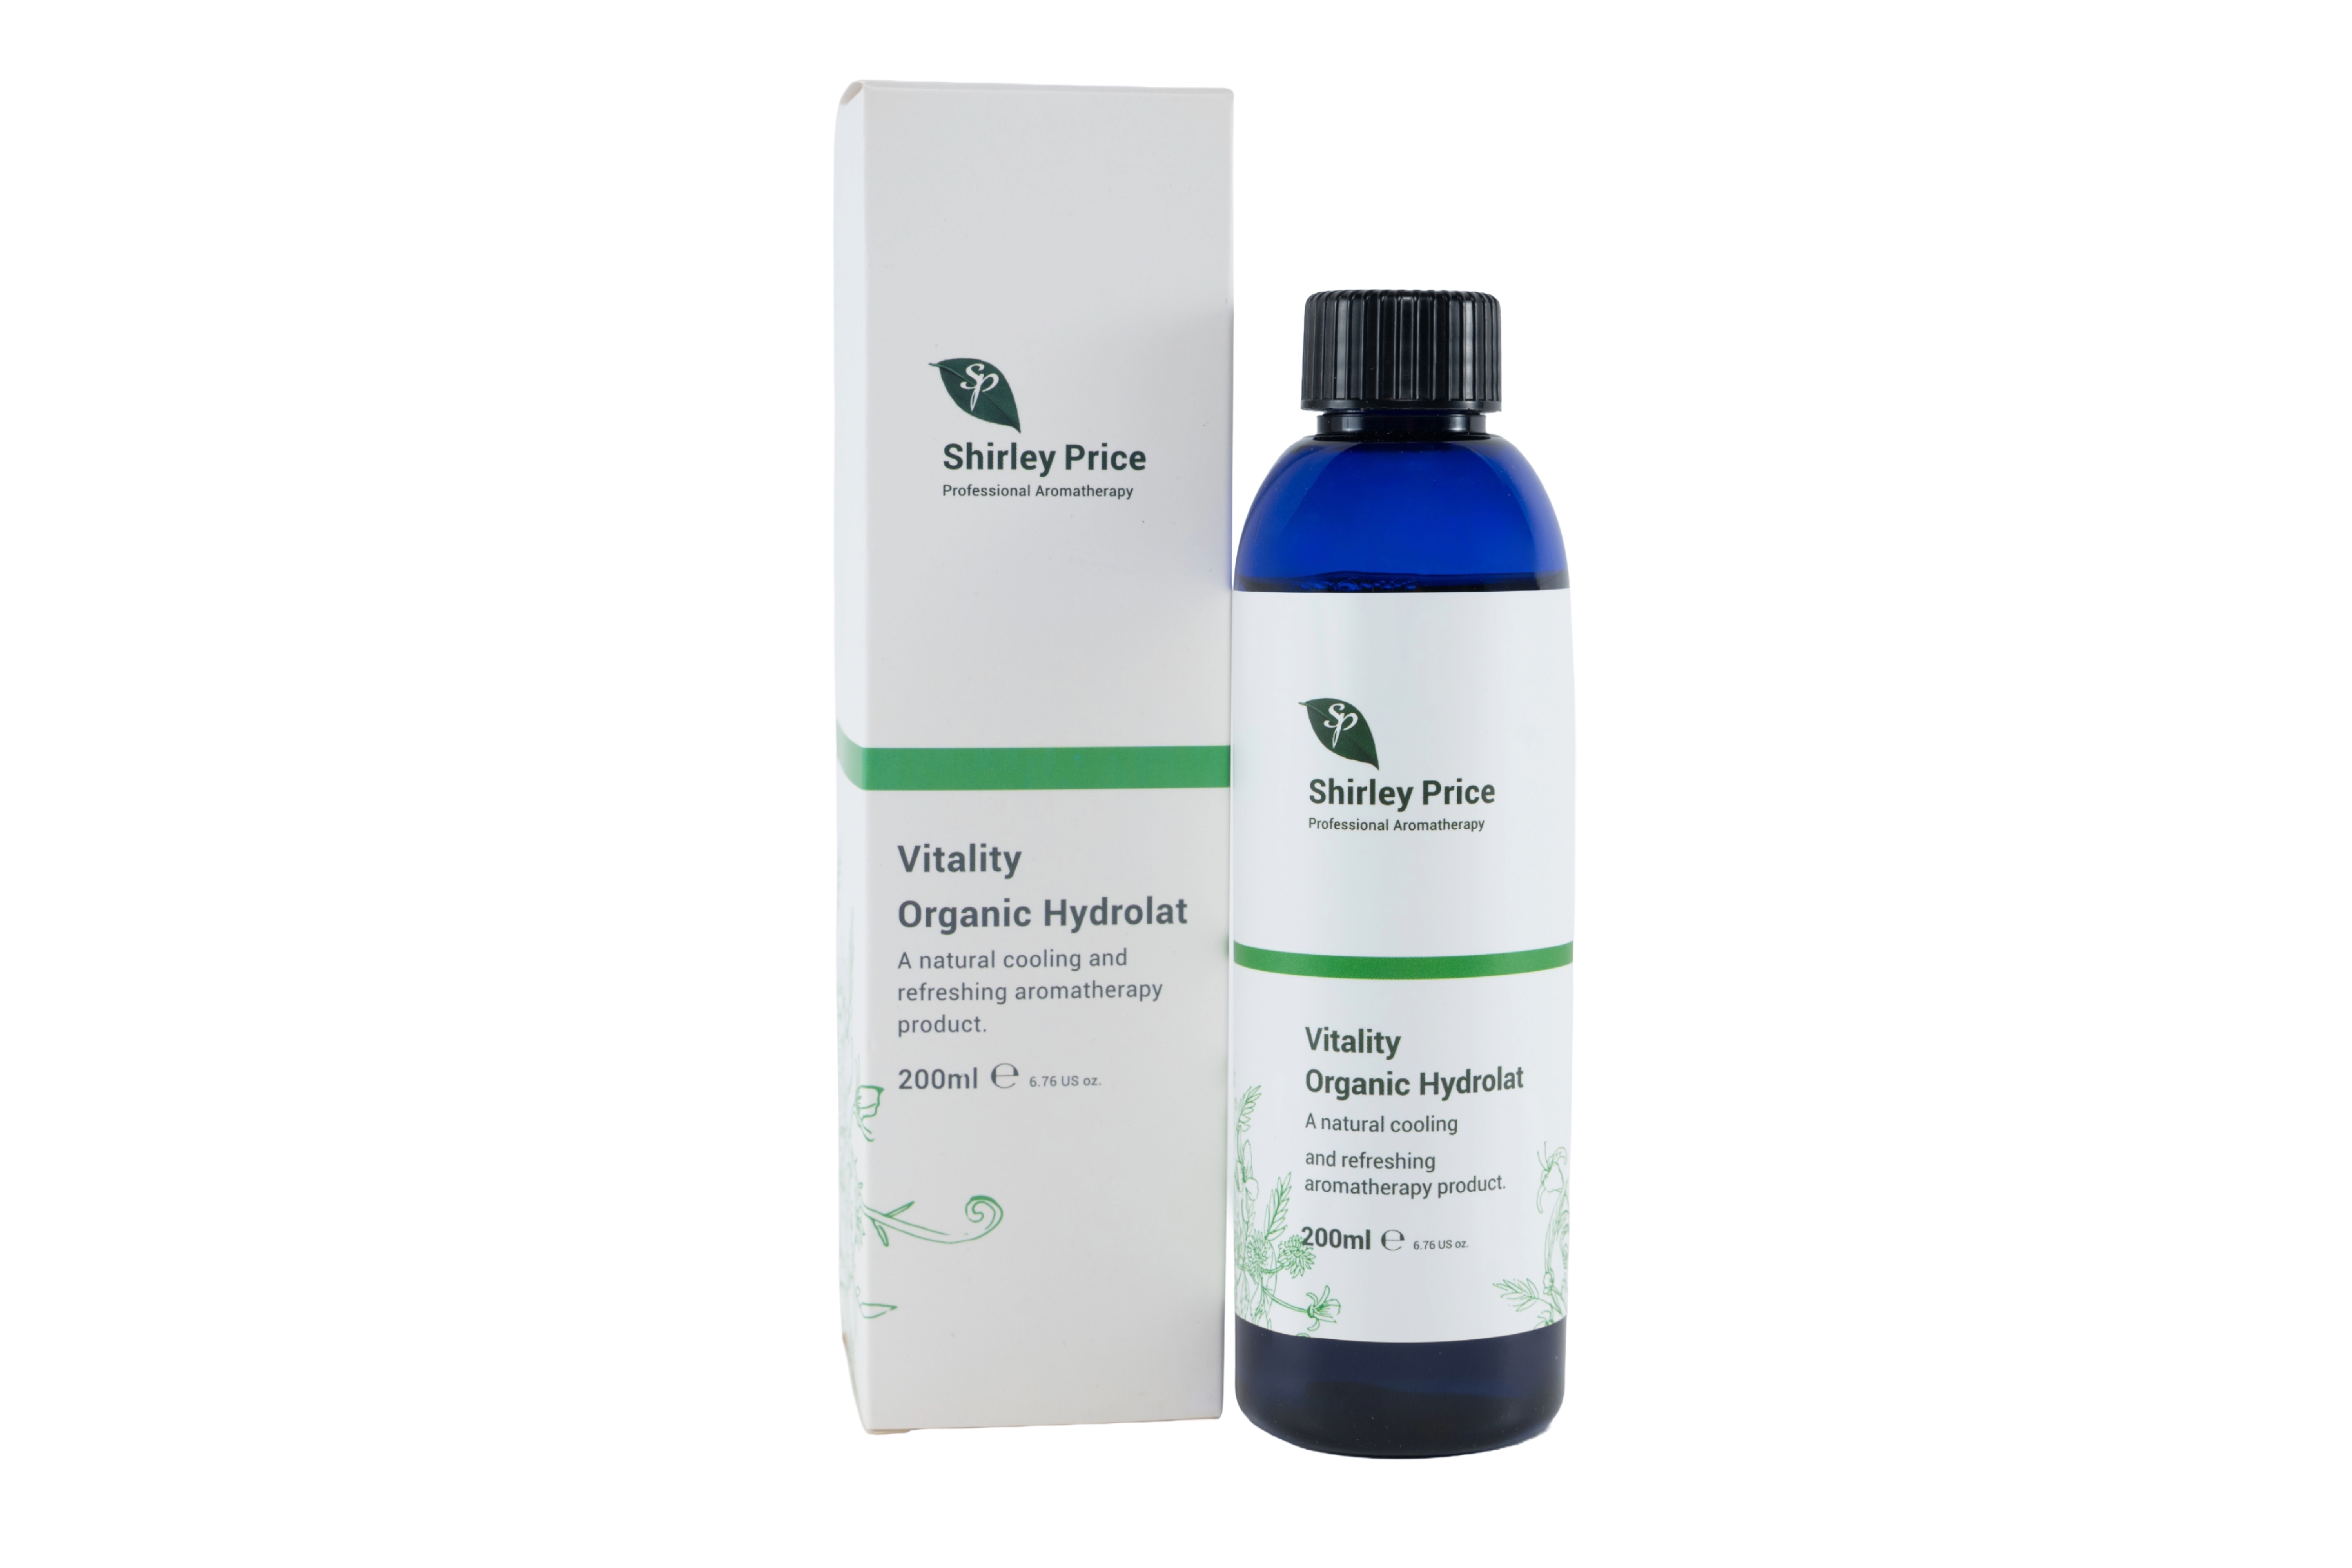 sp
Shirley Price
Professional Aromatherapy
Vitality
Organic Hydrolat
A natural cooling and
refreshing aromatherapy
product.
200ml ℮ 6.76 US oz.
sp
Shirley Price
Professional Aromatherapy
Vitality
Organic Hydrolat
A natural cooling
and refreshing
aromatherapy product.
200ml ℮ 6.76 US oz.